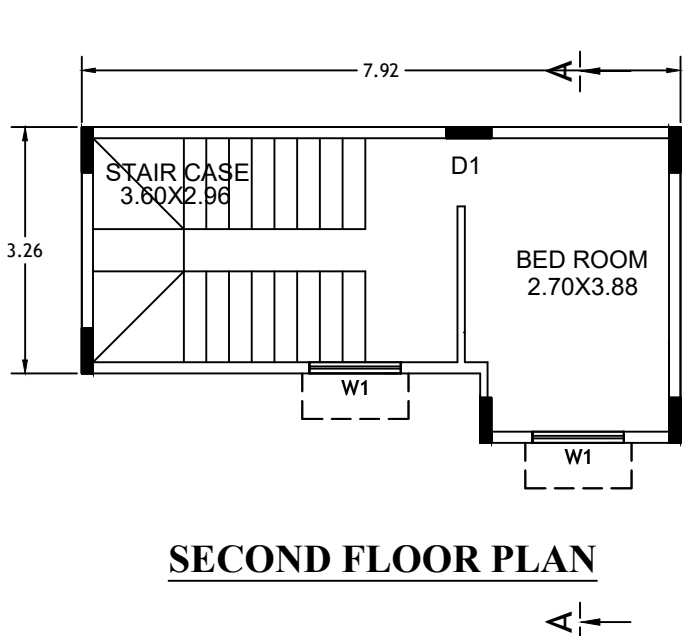 7.92
A
STAIR CASE
3.60X2.96
D1
3.26
BED ROOM
2.70X3.88
W1
W1
SECOND FLOOR PLAN
A